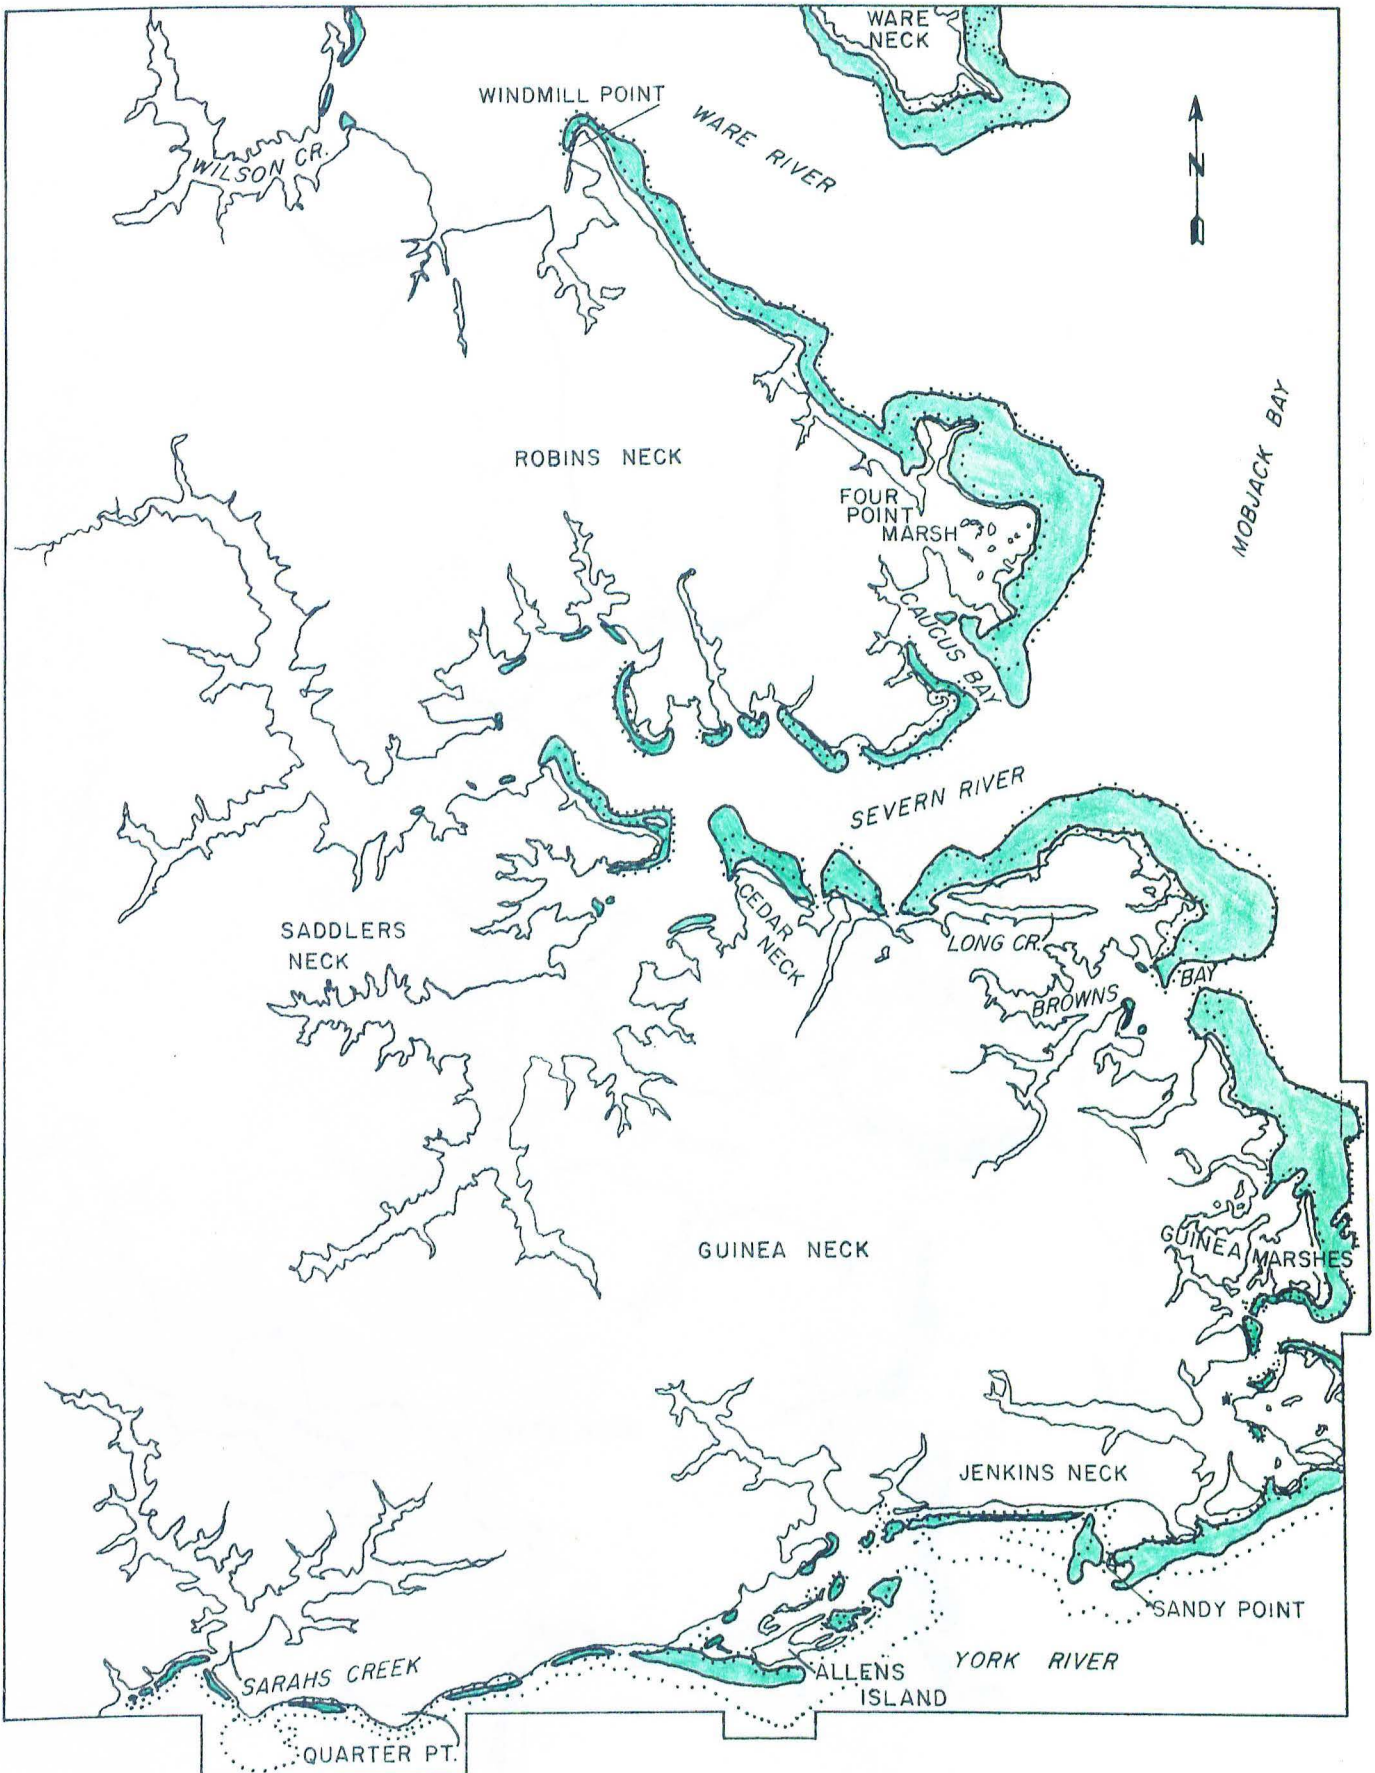 WARE
NECK
WINDMILL POINT
WARE RIVER
N
WILSON CR.
MOBJACK BAY
ROBINS NECK
FOUR
POINT
MARSH
CAUCUS BAY
SEVERN RIVER
CEDAR
NECK
SADDLERS
NECK
LONG CR.
BROWNS
BAY
GUINEA NECK
GUINEA MARSHES
JENKINS NECK
SANDY POINT
SARAHS CREEK
ALLENS
ISLAND
YORK RIVER
QUARTER PT.